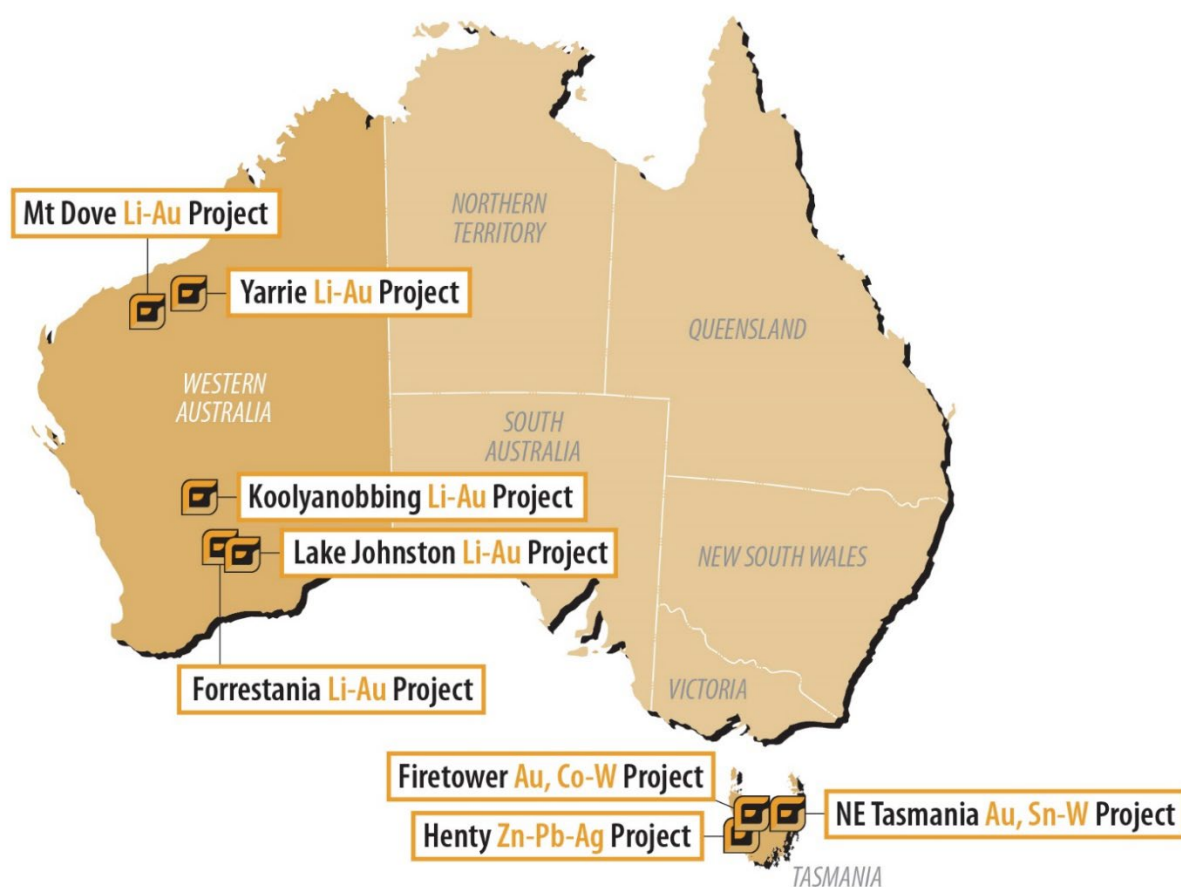 NORTHERN
TERRITORY
Mt Dove Li-Au Project
Yarrie Li-Au Project
QUEENSLAND
WESTERN
AUSTRALIA
SOUTH
AUSTRALIA
Koolyanobbing Li-Au Project
Lake Johnston Li-Au Project
NEW SOUTH WALES
Forrestania Li-Au Project
VICTORIA
Firetower Au, Co-W Project
NE Tasmania Au, Sn-W Project
Henty Zn-Pb-Ag Project
TASMANIA